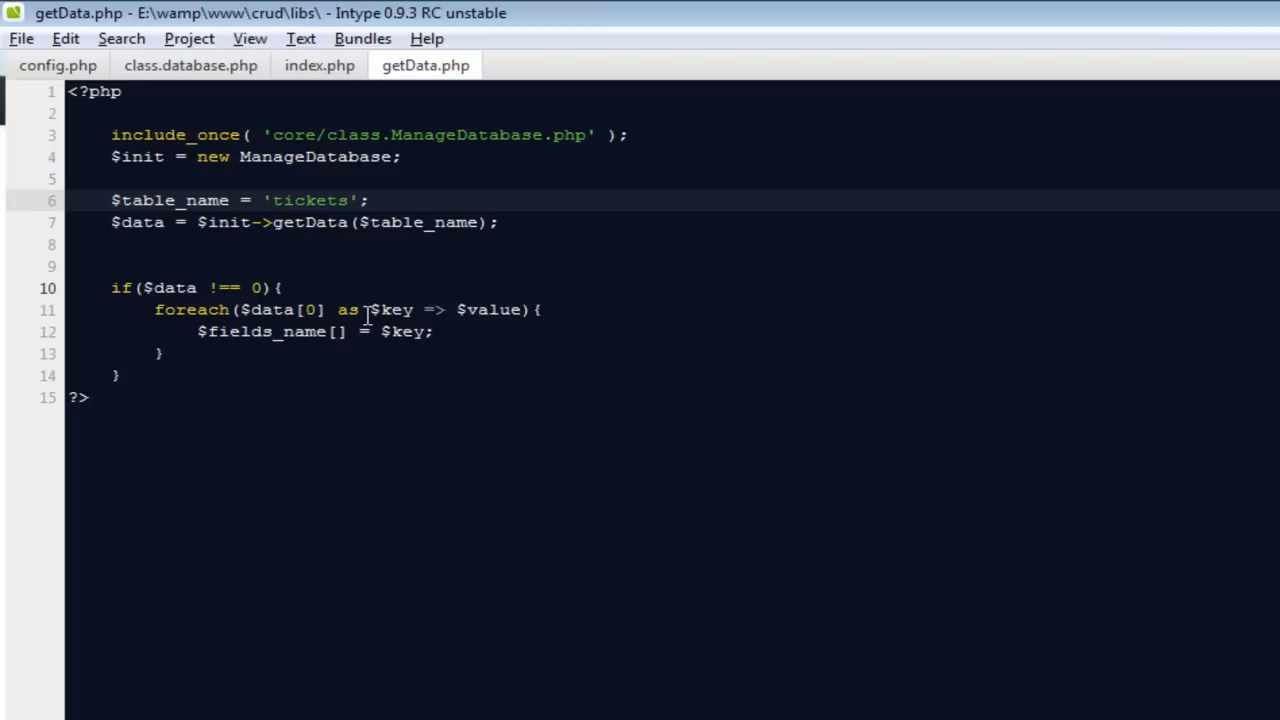 getData.php - E:\wamp\www\crud\libs\ - Intype 0.9.3 RC unstable
File Edit Search Project View Text Bundles Help
config.php class.database.php index.php getData.php
1 <?php
2
3 include_once( 'core/class.ManageDatabase.php' );
4 $init = new ManageDatabase;
5
6 $table_name = 'tickets';
7 $data = $init->getData($table_name);
8
9
10 if($data !== 0){
11 foreach($data[0] as $key => $value){
12 $fields_name[] = $key;
13 }
14 }
15 ?>